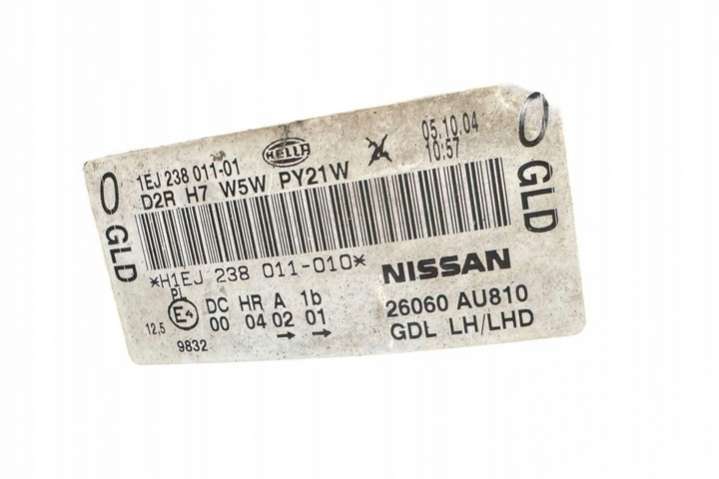 1EJ 238 011-01 HELLA 05.10.04
D2R H7 W5W PY21W 10:57
GLD
GLD
*H1EJ 238 011-010* NISSAN
PL DC HR A 1b 26060 AU810
12,5 E4 00 04 02 01 GDL LH/LHD
9832